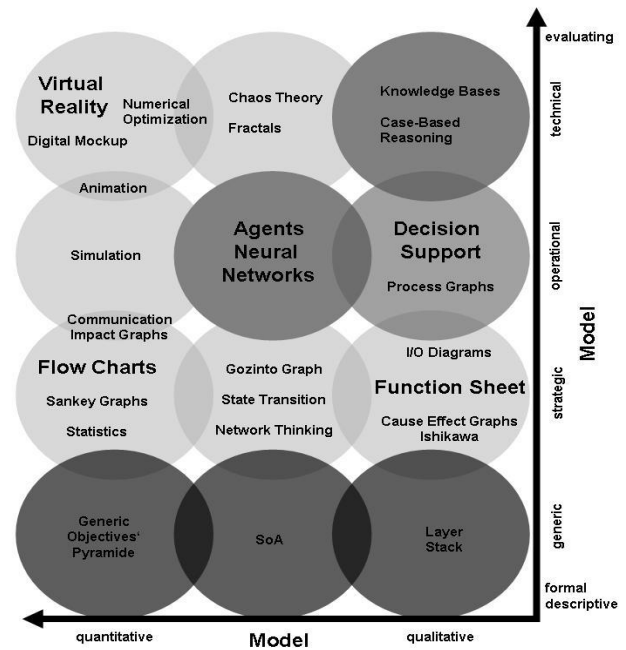 evaluating
Virtual
Reality
Numerical
Optimization
Digital Mockup
Chaos Theory
Fractals
Knowledge Bases
Case-Based
Reasoning
technical
Animation
Simulation
Agents
Neural
Networks
Decision
Support
Process Graphs
operational
Communication
Impact Graphs
Flow Charts
Sankey Graphs
Statistics
Gozinto Graph
State Transition
Network Thinking
I/O Diagrams
Function Sheet
Cause Effect Graphs
Ishikawa
strategic
Model
Generic
Objectives‘
Pyramide
SoA
Layer
Stack
generic
formal
descriptive
quantitative
Model
qualitative